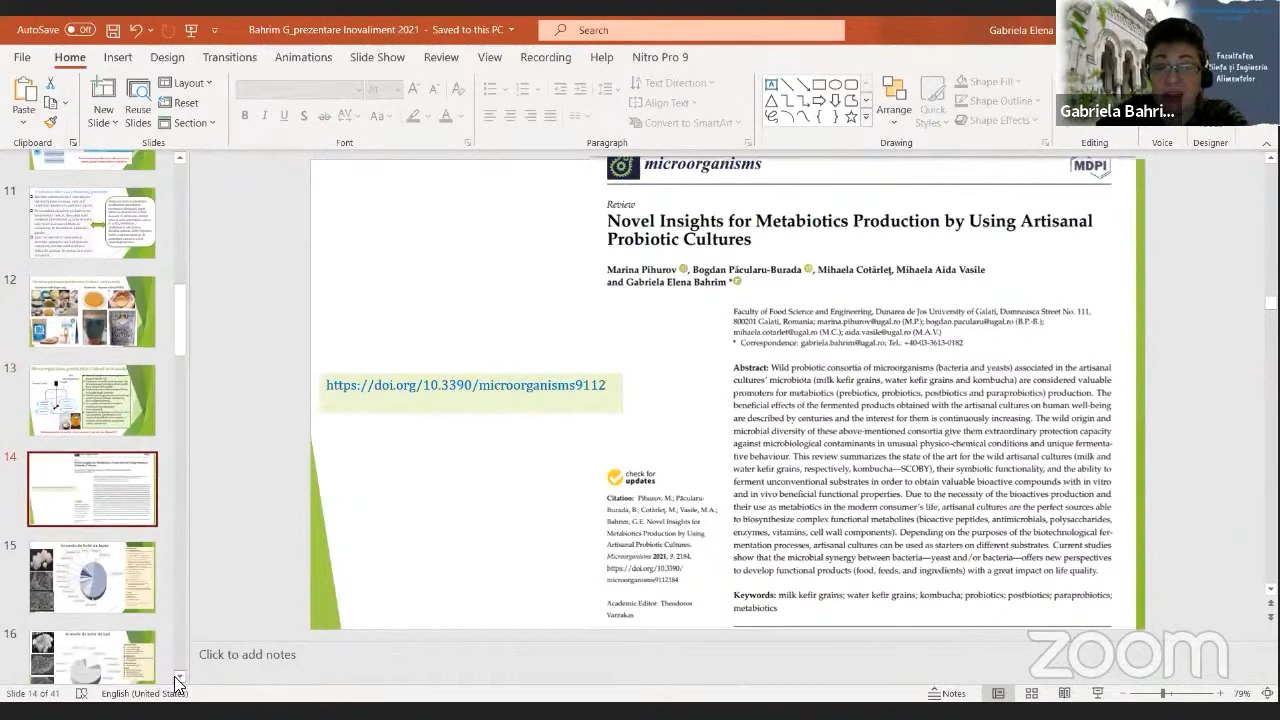 AutoSave Off
Bahrim G_prezentare Inovaliment 2021 - Saved to this PC
Search
Gabriela Elena
File Home Insert Design Transitions Animations Slide Show Review View Recording Help Nitro Pro 9
Paste
New Slide
Reuse Slides
Layout
Reset
Section
Text Direction
Align Text
Convert to SmartArt
Arrange
Quick Styles
Shape Fill
Shape Outline
Shape Effects
Clipboard Slides Font Paragraph Drawing Editing Voice Designer
Facultatea
Alimentelor
Gabriela Bahri...
11
12
13
14
15
16
microorganisms
MDPI
Review
Novel Insights for Metabiotics Production by Using Artisanal
Probiotic Cultures
Marina Pihurov, Bogdan Păcularu-Burada, Mihaela Cotârleț, Mihaela Aida Vasile
and Gabriela Elena Bahrim *
Faculty of Food Science and Engineering, Dunarea de Jos University of Galati, Domneasca Street No. 111,
800201 Galati, Romania; marina.pihurov@ugal.ro (M.P.); bogdan.pacularu@ugal.ro (B.P.-B.);
mihaela.cotarlet@ugal.ro (M.C.); aida.vasile@ugal.ro (M.A.V.)
* Correspondence: gabriela.bahrim@ugal.ro; Tel.: +40-03-3613-0182
https://doi.org/10.3390/microorganisms9112
Abstract: Wild probiotic consortia of microorganisms (bacteria and yeasts) associated in the artisanal
cultures' microbiota (milk kefir grains, water kefir grains and kombucha) are considered valuable
promoters for metabiotics (prebiotics, probiotics, postbiotics and paraprobiotics) production. The
beneficial effects of the fermented products obtained with the artisanal cultures on human well-being
are described by centuries and the interest for them is continuously increasing. The wild origin and
microbial diversity of these above-mentioned consortia give them extraordinary protection capacity
against microbiological contaminants in unusual physico-chemical conditions and unique fermenta-
tive behaviour. This review summarizes the state of the art for the wild artisanal cultures (milk and
water kefir grains, respectively, kombucha—SCOBY), their symbiotic functionality, and the ability to
ferment unconventional substrates in order to obtain valuable bioactive compounds with in vitro
and in vivo beneficial functional properties. Due to the necessity of the bioactives production and
their use as metabiotics in the modern consumer's life, artisanal cultures are the perfect sources able
to biosynthesize complex functional metabolites (bioactive peptides, antimicrobials, polysaccharides,
enzymes, vitamins, cell wall components). Depending on the purposes of the biotechnological fer-
mentation processes, artisanal cultures can be used as starters on different substrates. Current studies
show that the microbial synergy between bacteria—yeast and/or bacteria—offers new perspectives
to develop functional products (food, feeds, and ingredients) with a great impact on life quality.
Keywords: milk kefir grains; water kefir grains; kombucha; probiotics; postbiotics; paraprobiotics;
metabiotics
check for
updates
Citation: Pihurov, M.; Păcularu-
Burada, B.; Cotârleț, M.; Vasile, M.A.;
Bahrim, G.E. Novel Insights for
Metabiotics Production by Using
Artisanal Probiotic Cultures.
Microorganisms 2021, 9, 2184.
https://doi.org/10.3390/
microorganisms9112184
Academic Editor: Theodoros
Varzakas
Click to add notes
zoom
Slide 14 of 41
English (United States)
Notes
79%